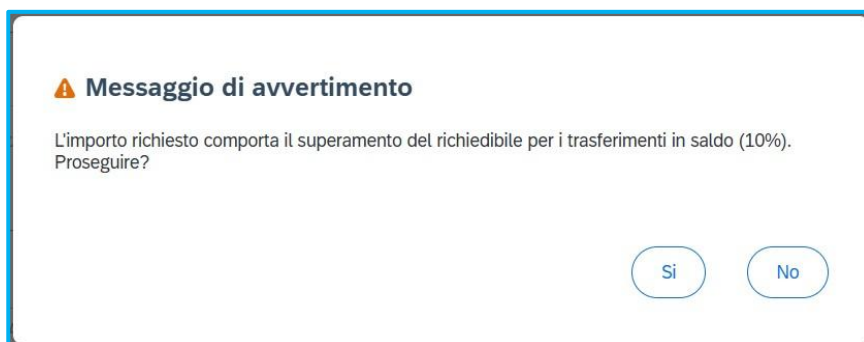 Messaggio di avvertimento
L'importo richiesto comporta il superamento del richiedibile per i trasferimenti in saldo (10%).
Proseguire?
Si No